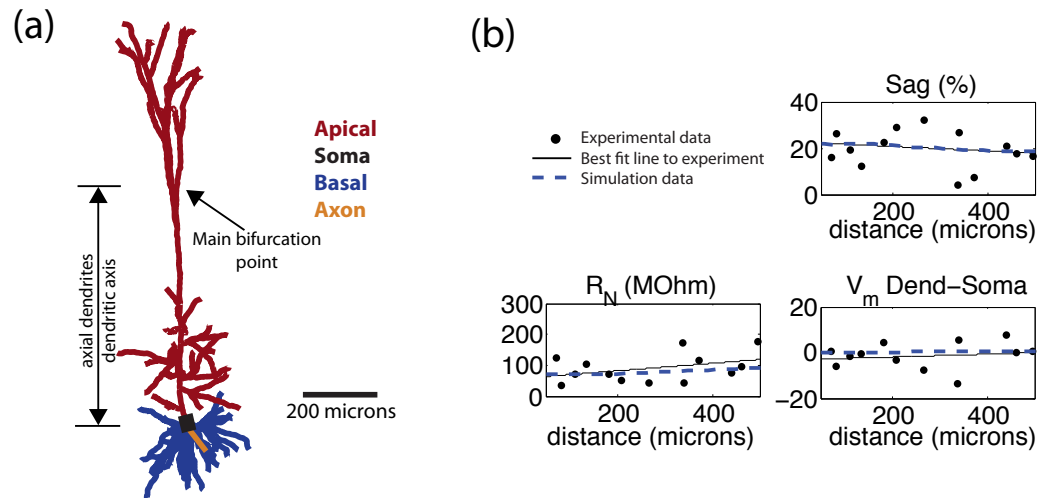 (a)
Apical
Soma
Basal
Axon
Main bifurcation
point
axial dendrites
dendritic axis
200 microns
(b)
Experimental data
Best fit line to experiment
Simulation data
Sag (%)
40
20
0
200
400
distance (microns)
R_N (MOhm)
300
200
100
0
200
400
distance (microns)
V_m Dend−Soma
20
0
−20
200
400
distance (microns)